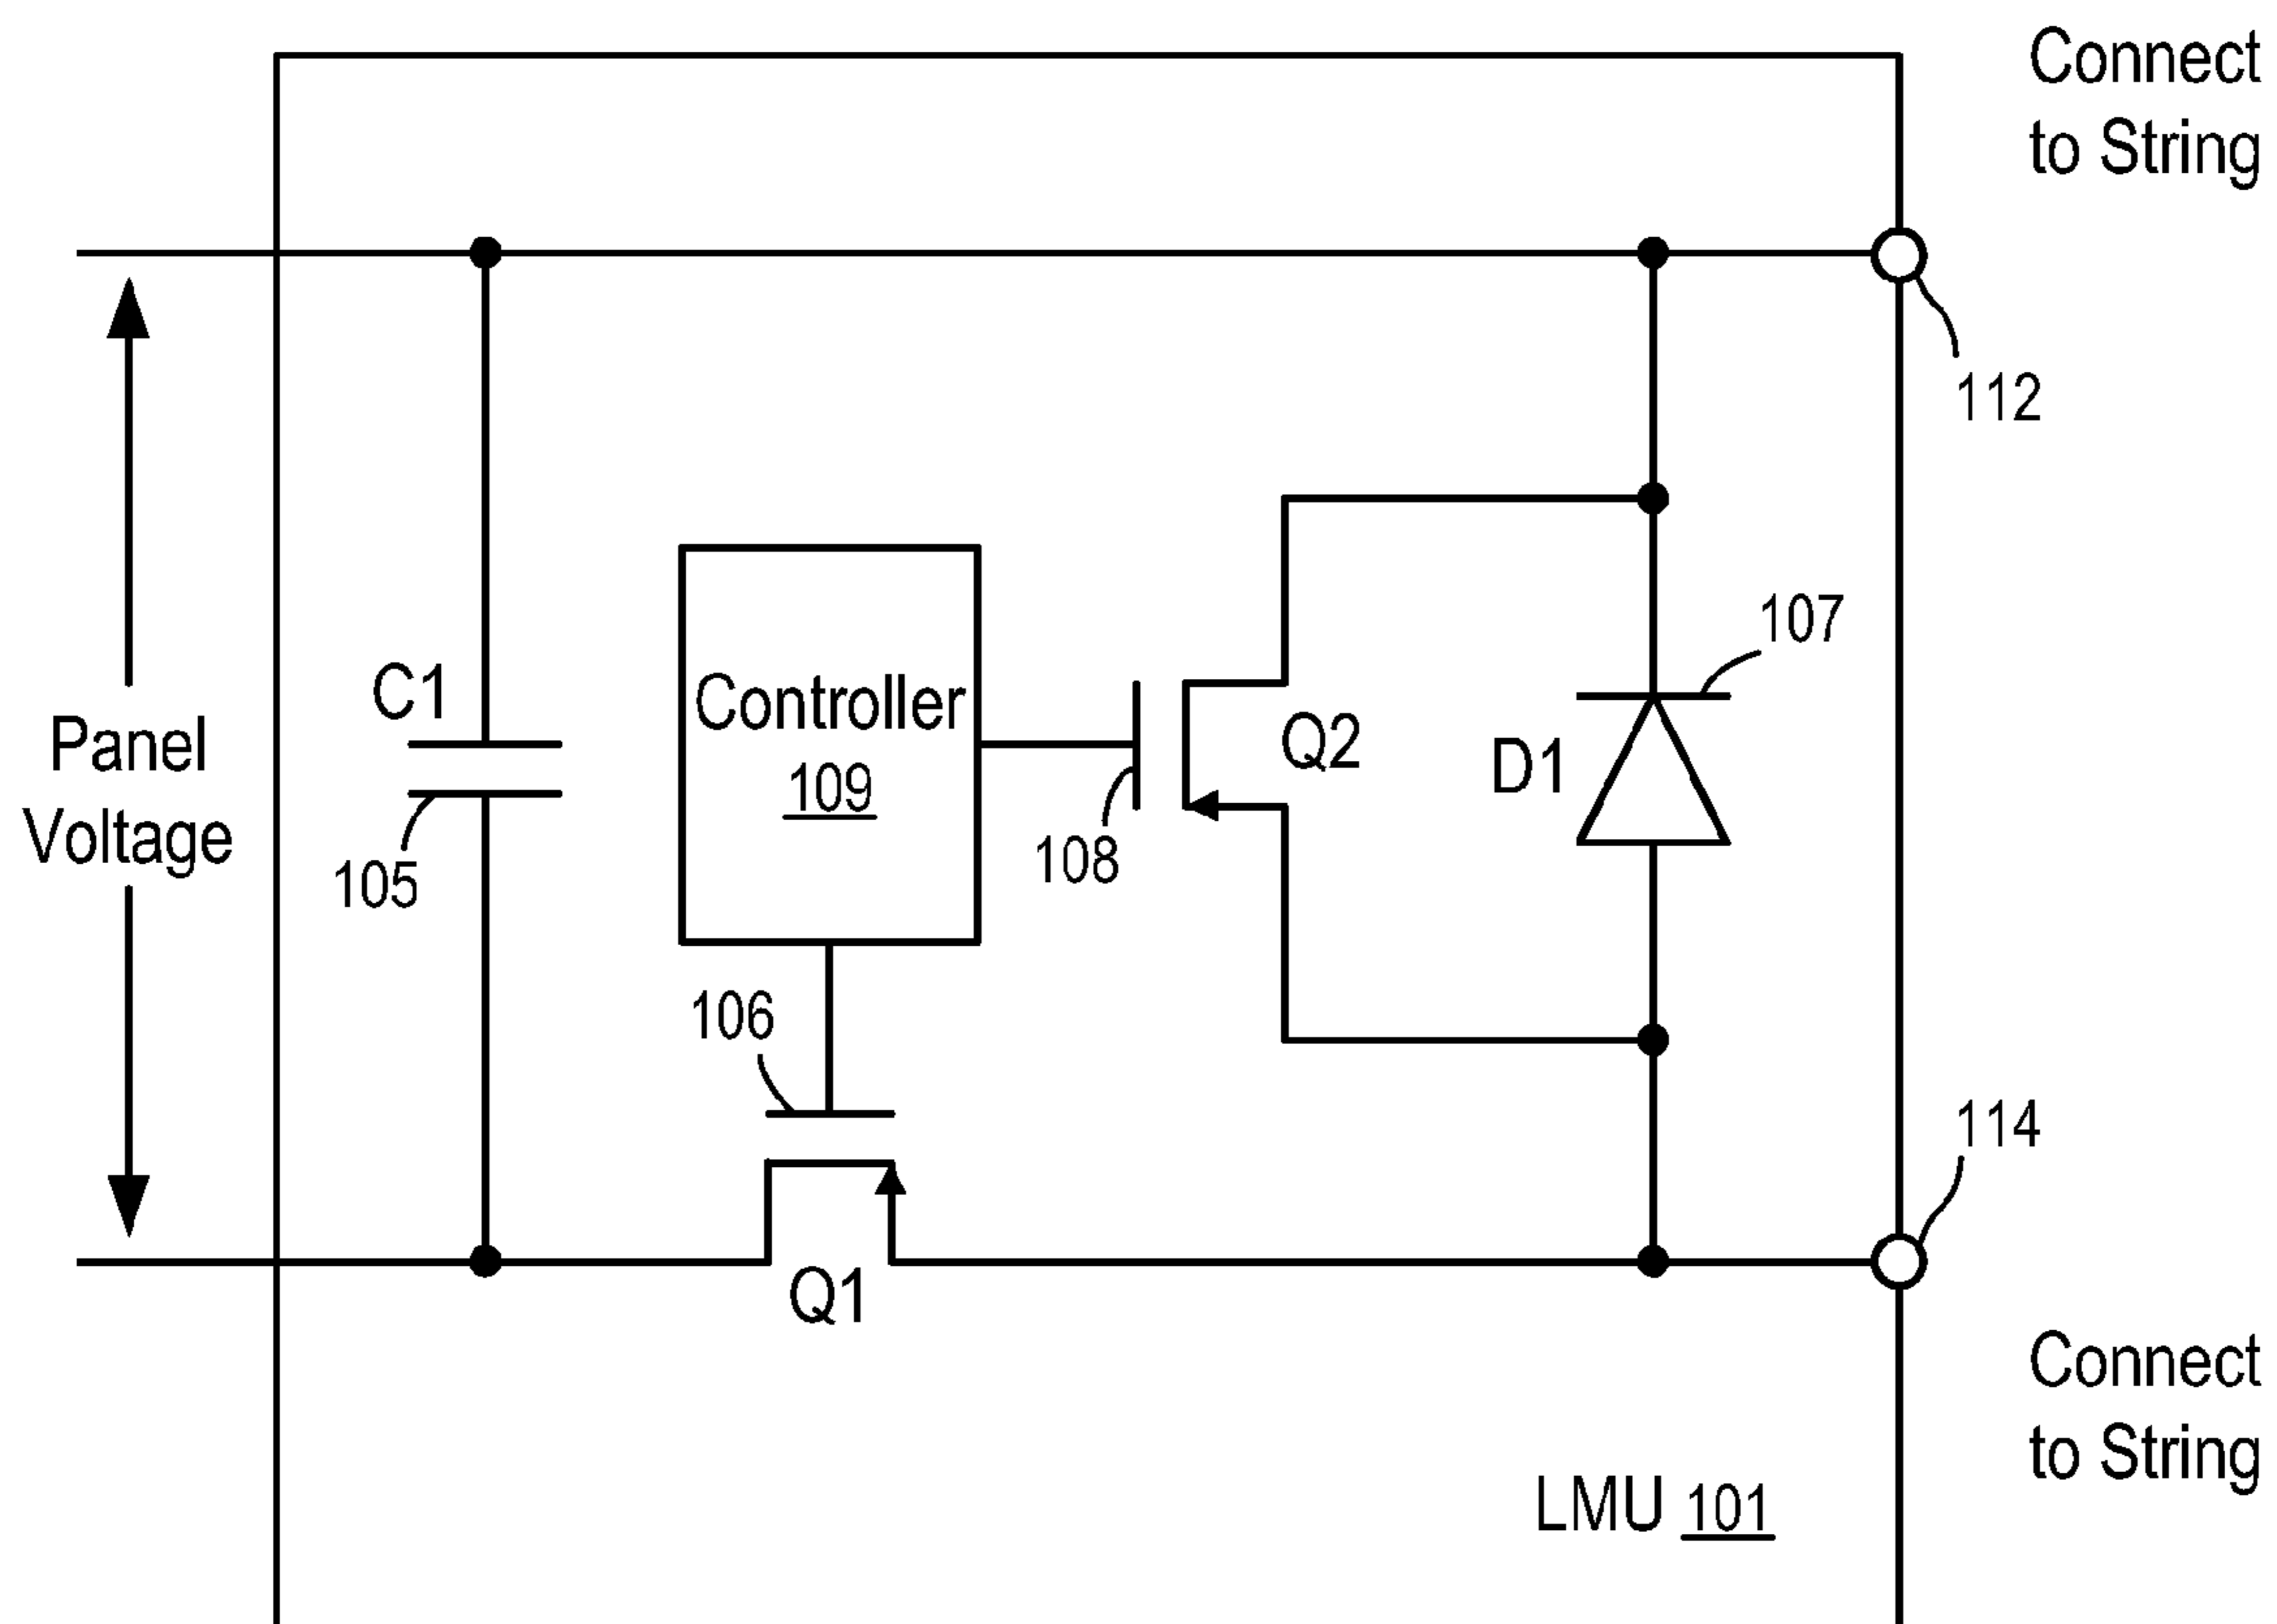 Connect
to String
112
107
C1
Controller
109
Q2
D1
Panel
Voltage
105
108
106
114
Q1
Connect
to String
LMU 101